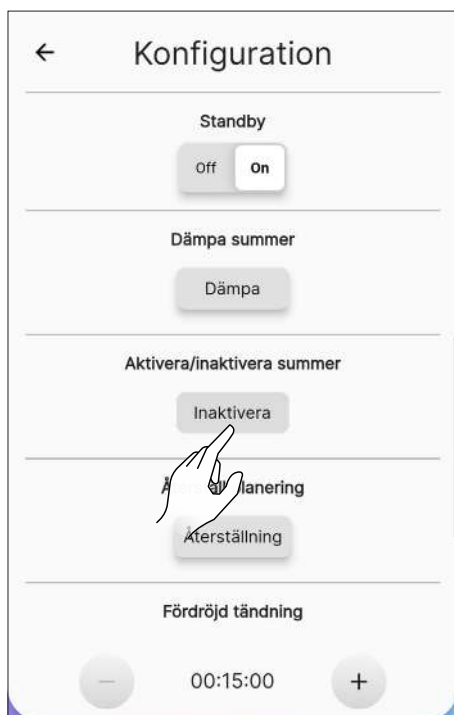 Konfiguration
Standby
Off On
Dämpa summer
Dämpa
Aktivera/inaktivera summer
Inaktivera
Återställning
Fördröjd tändning
− 00:15:00 +